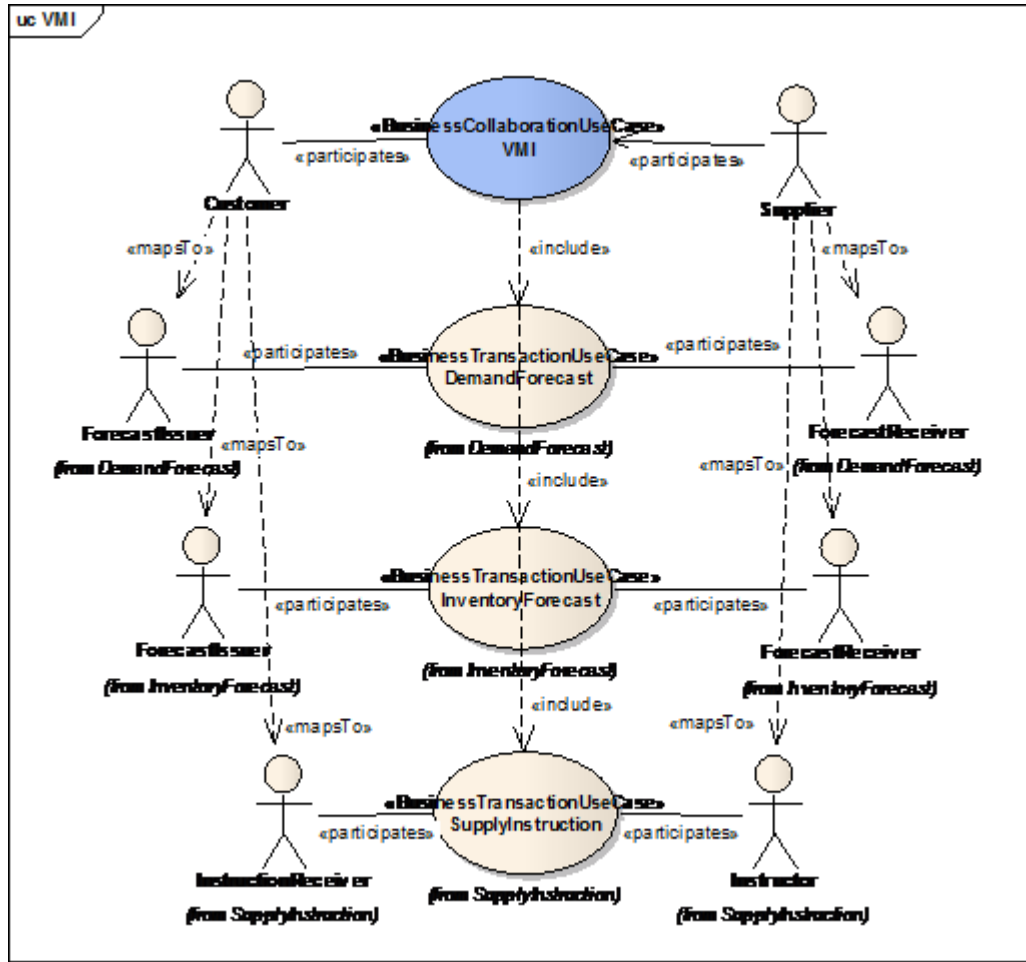 uc VMI
«BusinessCollaborationUseCase»
VMI
«participates»
«participates»
Customer
Supplier
«mapsTo»
«include»
«mapsTo»
«participates»
«BusinessTransactionUseCase»
DemandForecast
«participates»
ForecastIssuer
(from DemandForecast)
«mapsTo»
(from DemandForecast)
«include»
«mapsTo»
ForecastReceiver
(from DemandForecast)
«BusinessTransactionUseCase»
InventoryForecast
«participates»
«participates»
ForecastIssuer
(from InventoryForecast)
(from InventoryForecast)
ForecastReceiver
(from InventoryForecast)
«include»
«mapsTo»
«mapsTo»
«BusinessTransactionUseCase»
SupplyInstruction
«participates»
«participates»
InstructionReceiver
(from SupplyInstruction)
(from SupplyInstruction)
Instructor
(from SupplyInstruction)